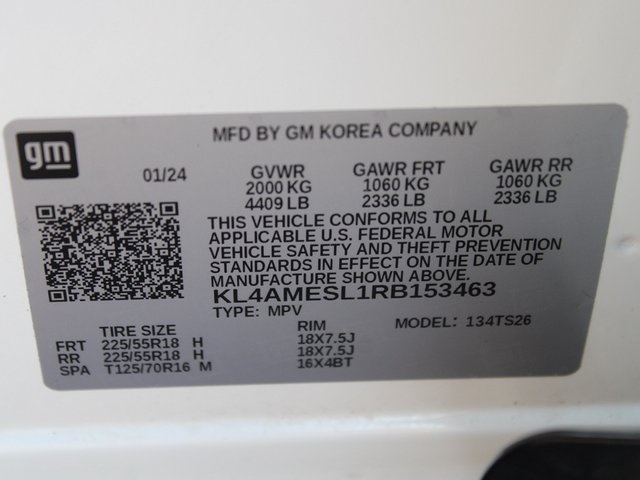 gm
MFD BY GM KOREA COMPANY
01/24 GVWR GAWR FRT GAWR RR
2000 KG 1060 KG 1060 KG
4409 LB 2336 LB 2336 LB
THIS VEHICLE CONFORMS TO ALL
APPLICABLE U.S. FEDERAL MOTOR
VEHICLE SAFETY AND THEFT PREVENTION
STANDARDS IN EFFECT ON THE DATE OF
MANUFACTURE SHOWN ABOVE.
KL4AMESL1RB153463
TYPE: MPV MODEL: 134TS26
TIRE SIZE RIM
FRT 225/55R18 H 18X7.5J
RR 225/55R18 H 18X7.5J
SPA T125/70R16 M 16X4BT